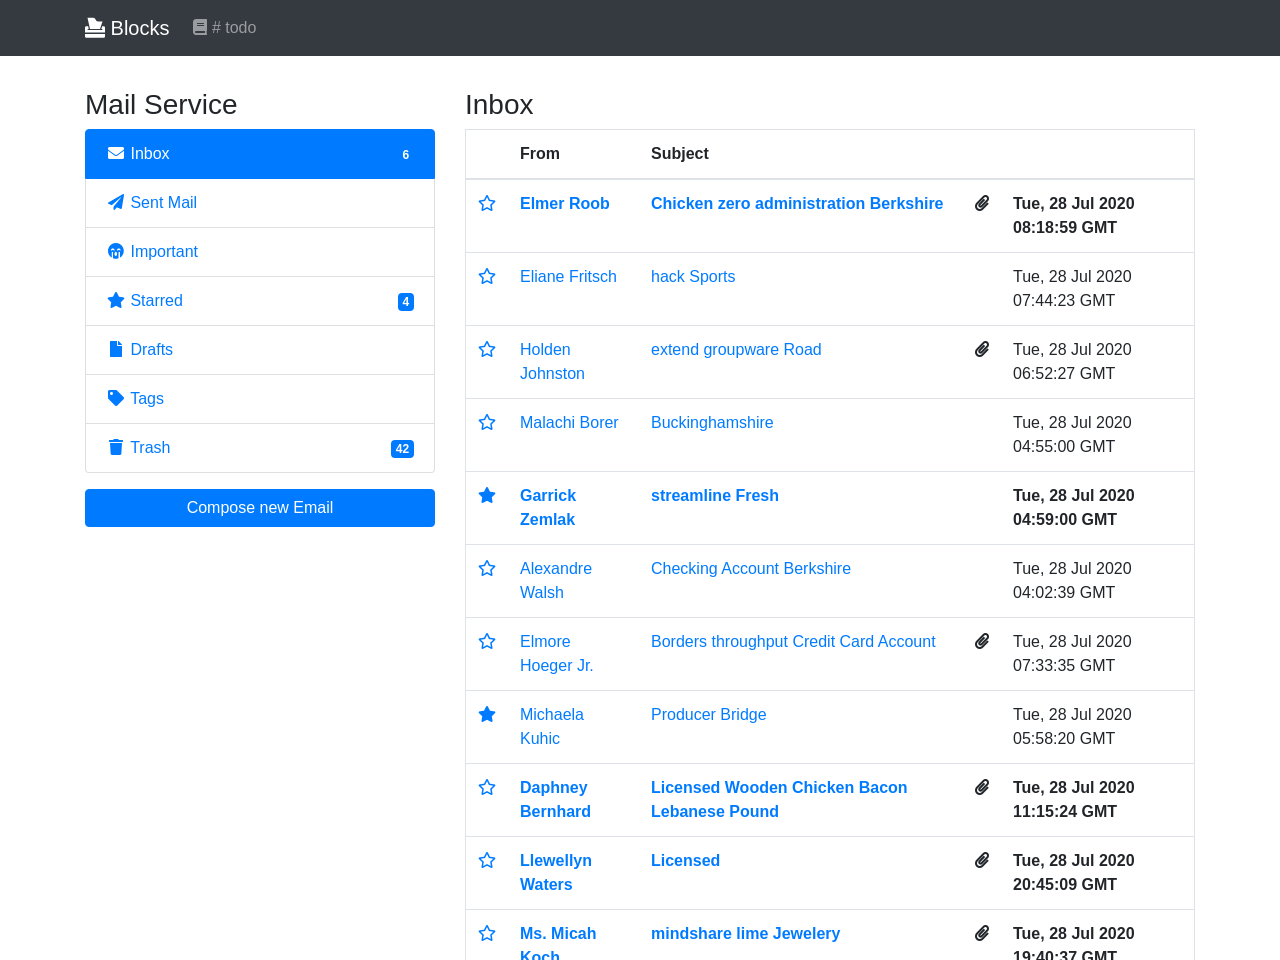 Blocks # todo
Mail Service
Inbox 6
Sent Mail
Important
Starred 4
Drafts
Tags
Trash 42
Compose new Email
Inbox
From Subject
Elmer Roob Chicken zero administration Berkshire Tue, 28 Jul 2020
08:18:59 GMT
Eliane Fritsch hack Sports Tue, 28 Jul 2020
07:44:23 GMT
Holden extend groupware Road Tue, 28 Jul 2020
Johnston 06:52:27 GMT
Malachi Borer Buckinghamshire Tue, 28 Jul 2020
04:55:00 GMT
Garrick streamline Fresh Tue, 28 Jul 2020
Zemlak 04:59:00 GMT
Alexandre Checking Account Berkshire Tue, 28 Jul 2020
Walsh 04:02:39 GMT
Elmore Borders throughput Credit Card Account Tue, 28 Jul 2020
Hoeger Jr. 07:33:35 GMT
Michaela Producer Bridge Tue, 28 Jul 2020
Kuhic 05:58:20 GMT
Daphney Licensed Wooden Chicken Bacon Tue, 28 Jul 2020
Bernhard Lebanese Pound 11:15:24 GMT
Llewellyn Licensed Tue, 28 Jul 2020
Waters 20:45:09 GMT
Ms. Micah mindshare lime Jewelery Tue, 28 Jul 2020
Koch 19:40:37 GMT